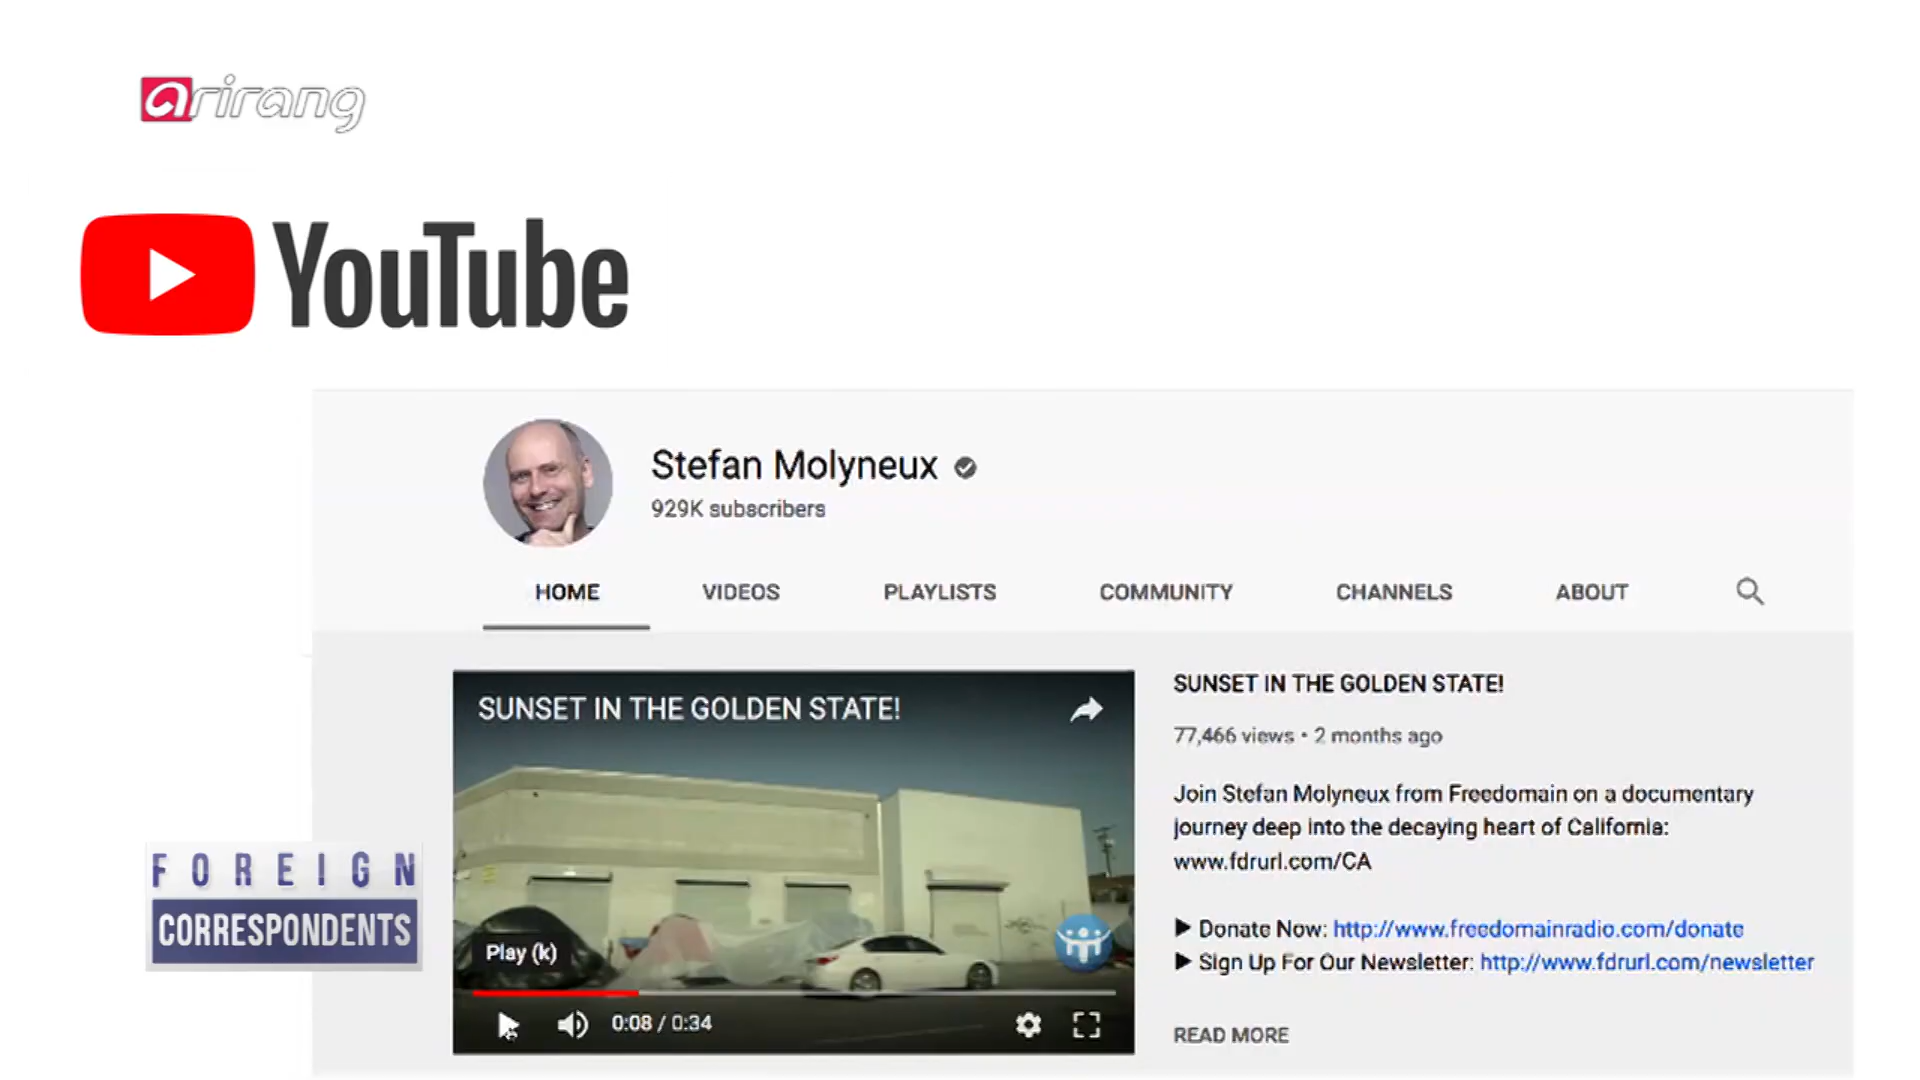 arirang
YouTube
Stefan Molyneux
929K subscribers
HOME VIDEOS PLAYLISTS COMMUNITY CHANNELS ABOUT
SUNSET IN THE GOLDEN STATE!
SUNSET IN THE GOLDEN STATE!
77,466 views • 2 months ago
Join Stefan Molyneux from Freedomain on a documentary
journey deep into the decaying heart of California:
www.fdrurl.com/CA
▶ Donate Now: http://www.freedomainradio.com/donate
▶ Sign Up For Our Newsletter: http://www.fdrurl.com/newsletter
READ MORE
Play (k)
0:08 / 0:34
FOREIGN
CORRESPONDENTS